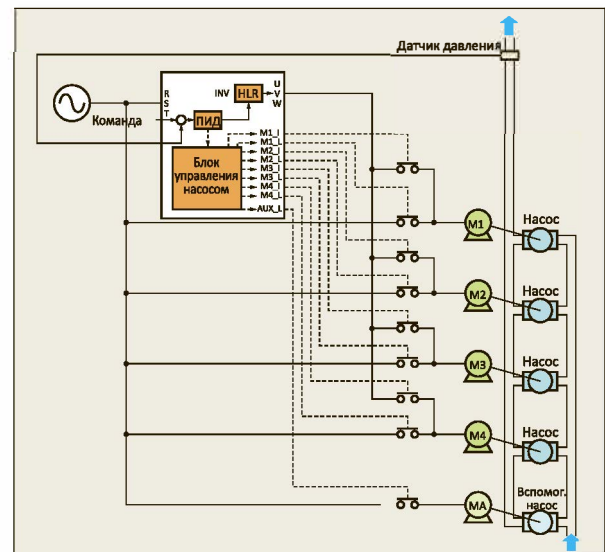 Датчик давления
R
S
T
INV
HLR
U
V
W
Команда
ПИД
Блок
управления
насосом
M1_I
M1_L
M2_I
M2_L
M3_I
M3_L
M4_I
M4_L
AUX_L
M1
Насос
M2
Насос
M3
Насос
M4
Насос
MA
Вспомог.
насос